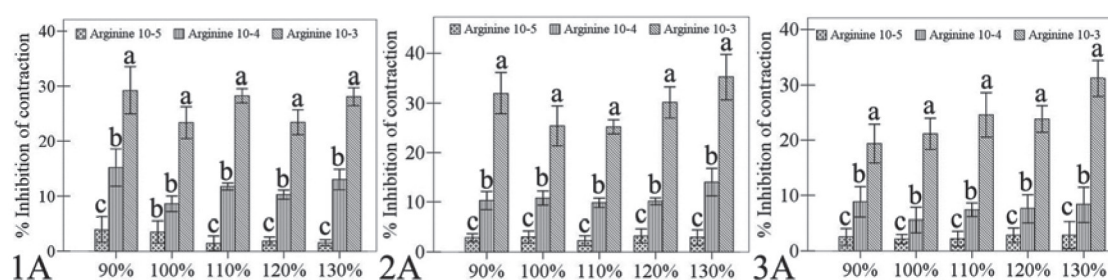 % Inhibition of contraction
40
30
20
10
0
Arginine 10-5 Arginine 10-4 Arginine 10-3
c b a
b b a
c b a
c b a
c b a
90% 100% 110% 120% 130%
1A
% Inhibition of contraction
40
30
20
10
0
Arginine 10-5 Arginine 10-4 Arginine 10-3
c b a
c b a
c b a
c b a
c b a
90% 100% 110% 120% 130%
2A
% Inhibition of contraction
40
30
20
10
0
Arginine 10-5 Arginine 10-4 Arginine 10-3
c b a
c b a
c b a
c b a
c b a
90% 100% 110% 120% 130%
3A